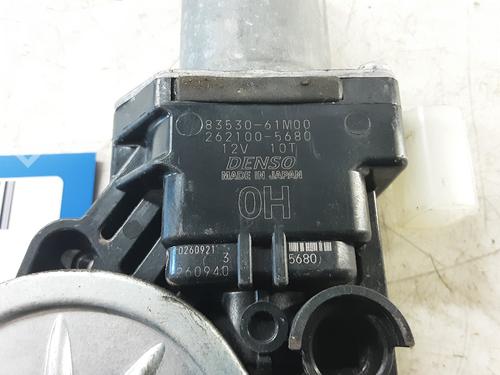 83530-61M00
262100-5680
12V 10T
DENSO
MADE IN JAPAN
0H
0260921
3
5680
260940